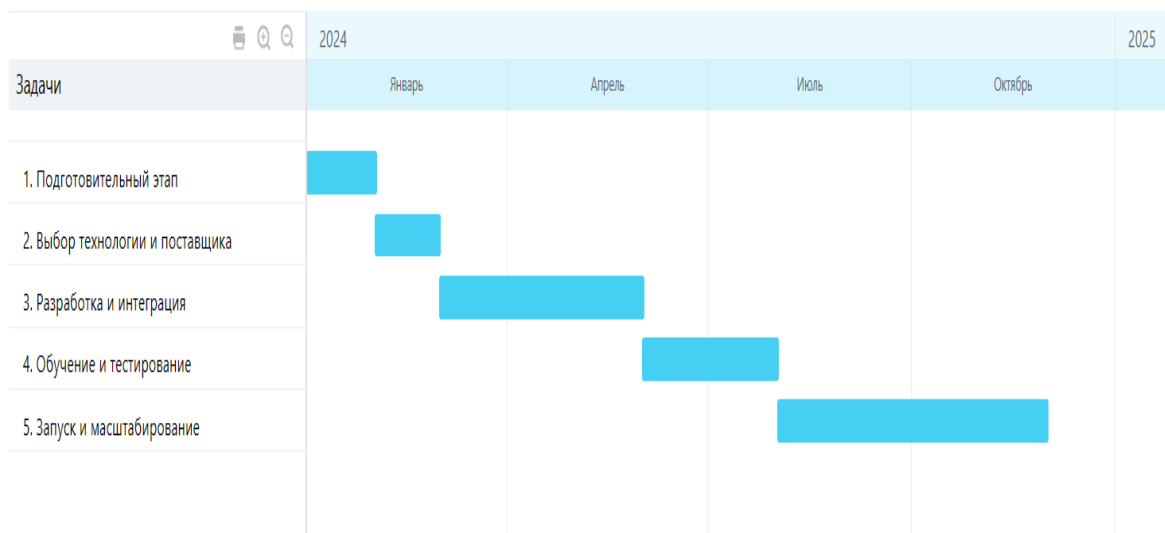 2024 2025
Задачи Январь Апрель Июль Октябрь
1. Подготовительный этап
2. Выбор технологии и поставщика
3. Разработка и интеграция
4. Обучение и тестирование
5. Запуск и масштабирование